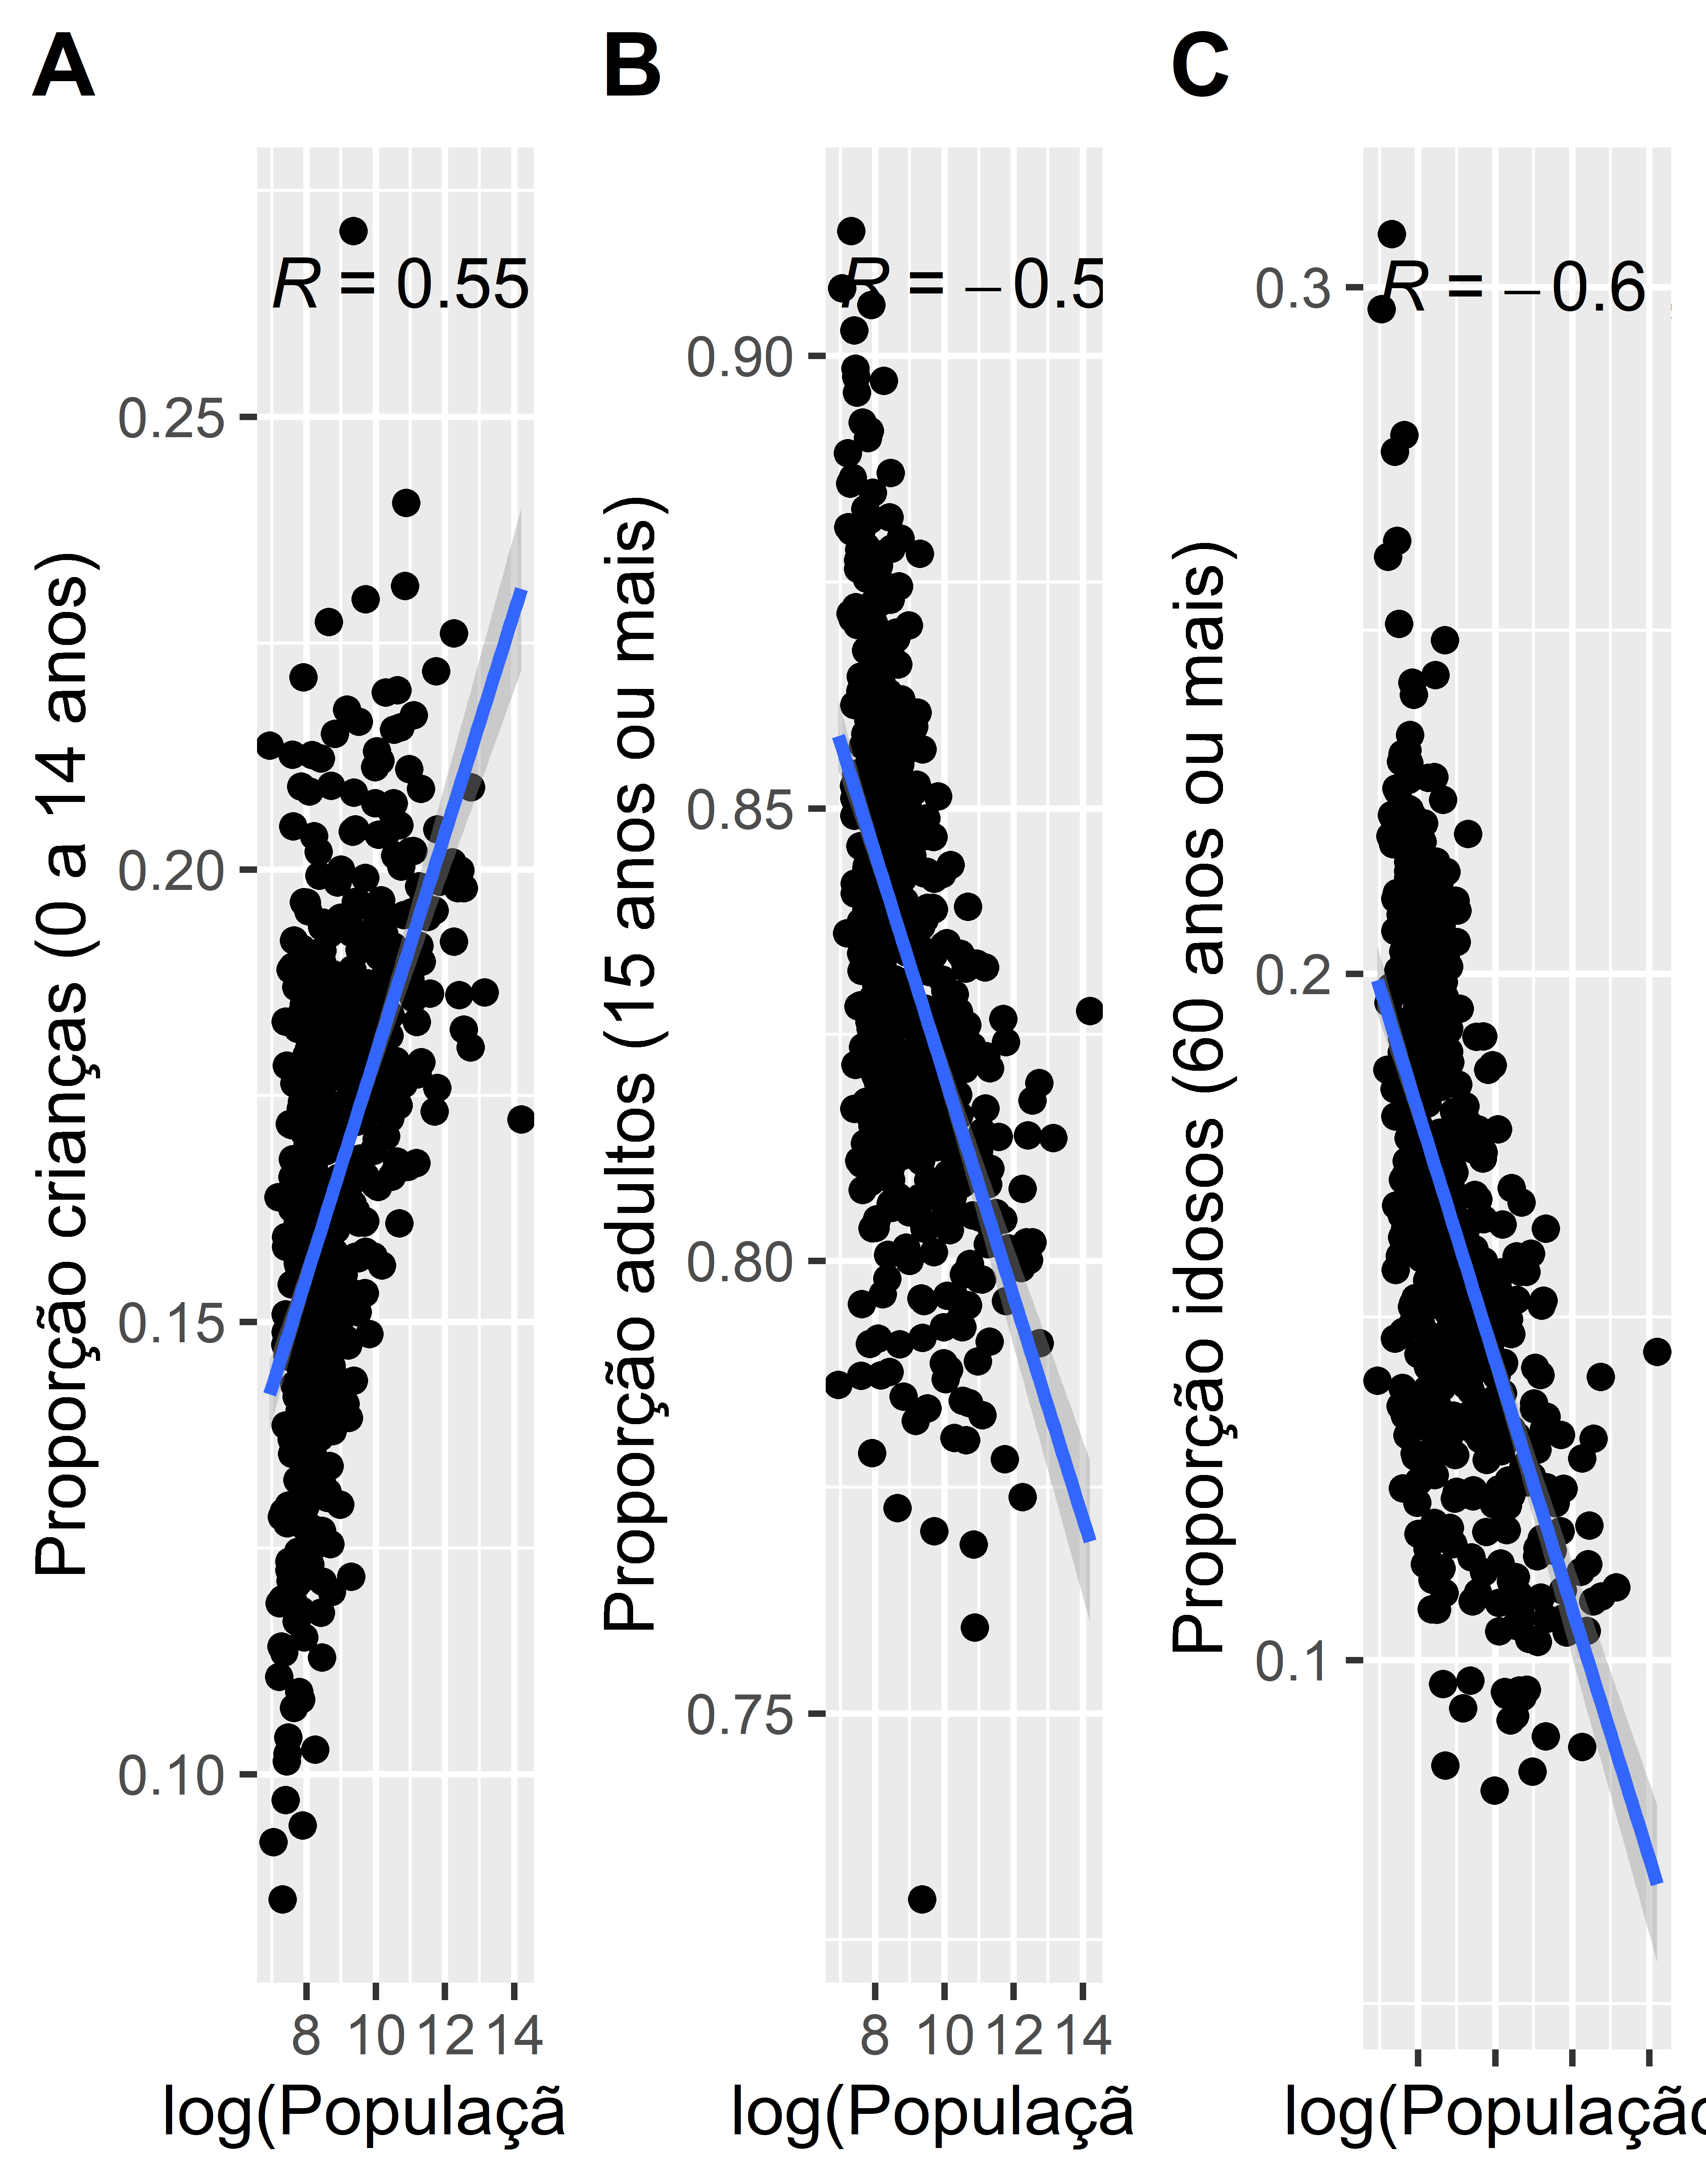 A
B
C
R = 0.55
R = −0.5
R = −0.6
Proporção crianças (0 a 14 anos)
0.25
0.20
0.15
0.10
8 10 12 14
log(Populaçã
Proporção adultos (15 anos ou mais)
0.90
0.85
0.80
0.75
8 10 12 14
log(Populaçã
Proporção idosos (60 anos ou mais)
0.3
0.2
0.1
log(População